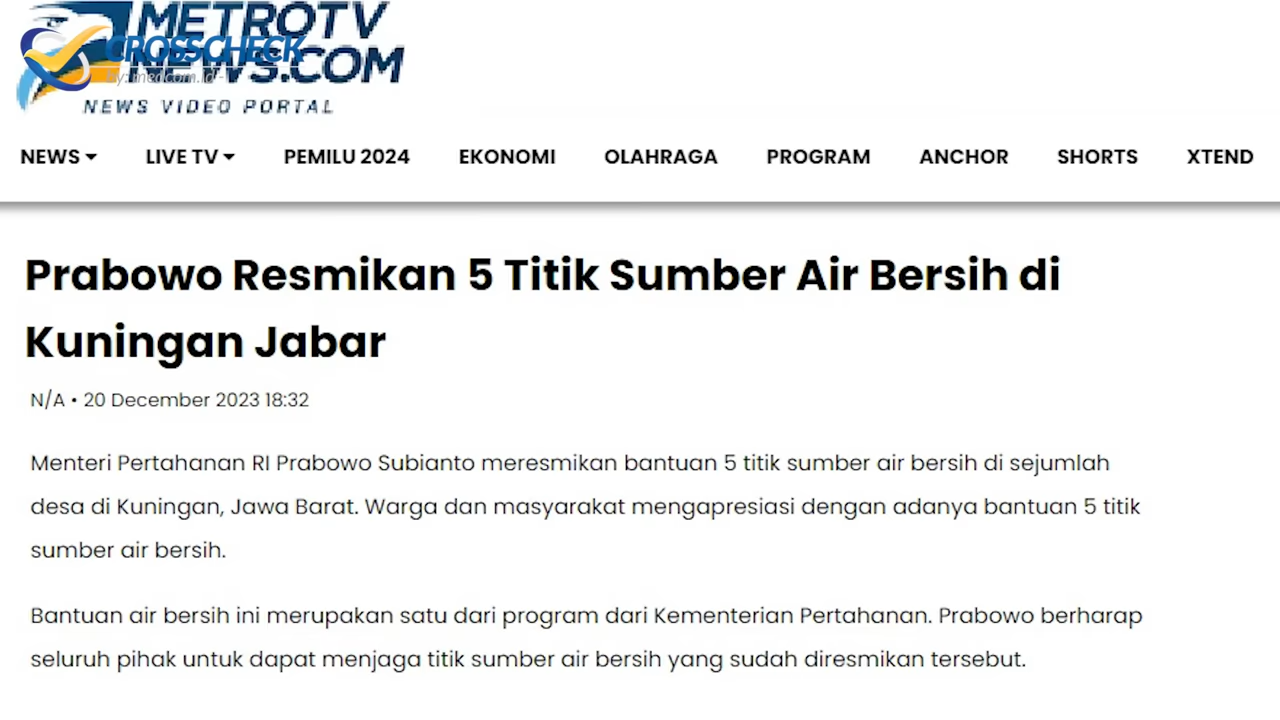 METROTV
CROSSCHECK
NEWS.COM
by: medcom.id
NEWS VIDEO PORTAL
NEWS LIVE TV PEMILU 2024 EKONOMI OLAHRAGA PROGRAM ANCHOR SHORTS XTEND
Prabowo Resmikan 5 Titik Sumber Air Bersih di
Kuningan Jabar
N/A • 20 December 2023 18:32
Menteri Pertahanan RI Prabowo Subianto meresmikan bantuan 5 titik sumber air bersih di sejumlah
desa di Kuningan, Jawa Barat. Warga dan masyarakat mengapresiasi dengan adanya bantuan 5 titik
sumber air bersih.
Bantuan air bersih ini merupakan satu dari program dari Kementerian Pertahanan. Prabowo berharap
seluruh pihak untuk dapat menjaga titik sumber air bersih yang sudah diresmikan tersebut.